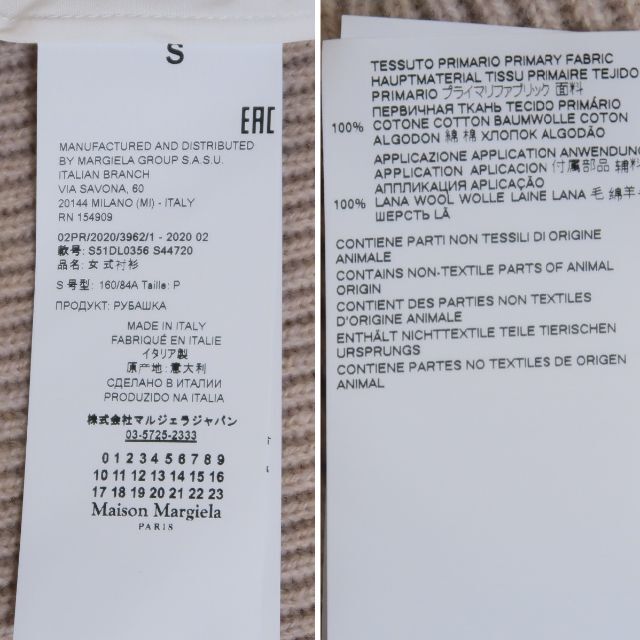 S
EAC
MANUFACTURED AND DISTRIBUTED
BY MARGIELA GROUP S.A.S.U.
ITALIAN BRANCH
VIA SAVONA, 60
20144 MILANO (MI) - ITALY
RN 154909
02PR/2020/3962/1 - 2020 02
款号: S51DL0356 S44720
品名: 女式衬衫
S 号型: 160/84A Taille: P
ПРОДУКТ: РУБАШКА
MADE IN ITALY
FABRIQUÉ EN ITALIE
イタリア製
原产地: 意大利
СДЕЛАНО В ИТАЛИИ
PRODUZIDO NA ITALIA
株式会社マルジェラジャパン
03-5725-2333
0 1 2 3 4 5 6 7 8 9
10 11 12 13 14 15 16
17 18 19 20 21 22 23
Maison Margiela
PARIS
TESSUTO PRIMARIO PRIMARY FABRIC
HAUPTMATERIAL TISSU PRIMAIRE TEJIDO
PRIMARIO プライマリファブリック 面料
ПЕРВИЧНАЯ ТКАНЬ TECIDO PRIMÁRIO
100% COTONE COTTON BAUMWOLLE COTON
ALGODON 綿 棉 ХЛОПОК ALGODÃO
APPLICAZIONE APPLICATION ANWENDUNG
APPLICATION APLICACION 付属部品 辅料
АППЛИКАЦИЯ APLICAÇÃO
100% LANA WOOL WOLLE LAINE LANA 毛 绵羊
ШЕРСТЬ LÃ
CONTIENE PARTI NON TESSILI DI ORIGINE
ANIMALE
CONTAINS NON-TEXTILE PARTS OF ANIMAL
ORIGIN
CONTIENT DES PARTIES NON TEXTILES
D'ORIGINE ANIMALE
ENTHÄLT NICHTTEXTILE TEILE TIERISCHEN
URSPRUNGS
CONTIENE PARTES NO TEXTILES DE ORIGEN
ANIMAL